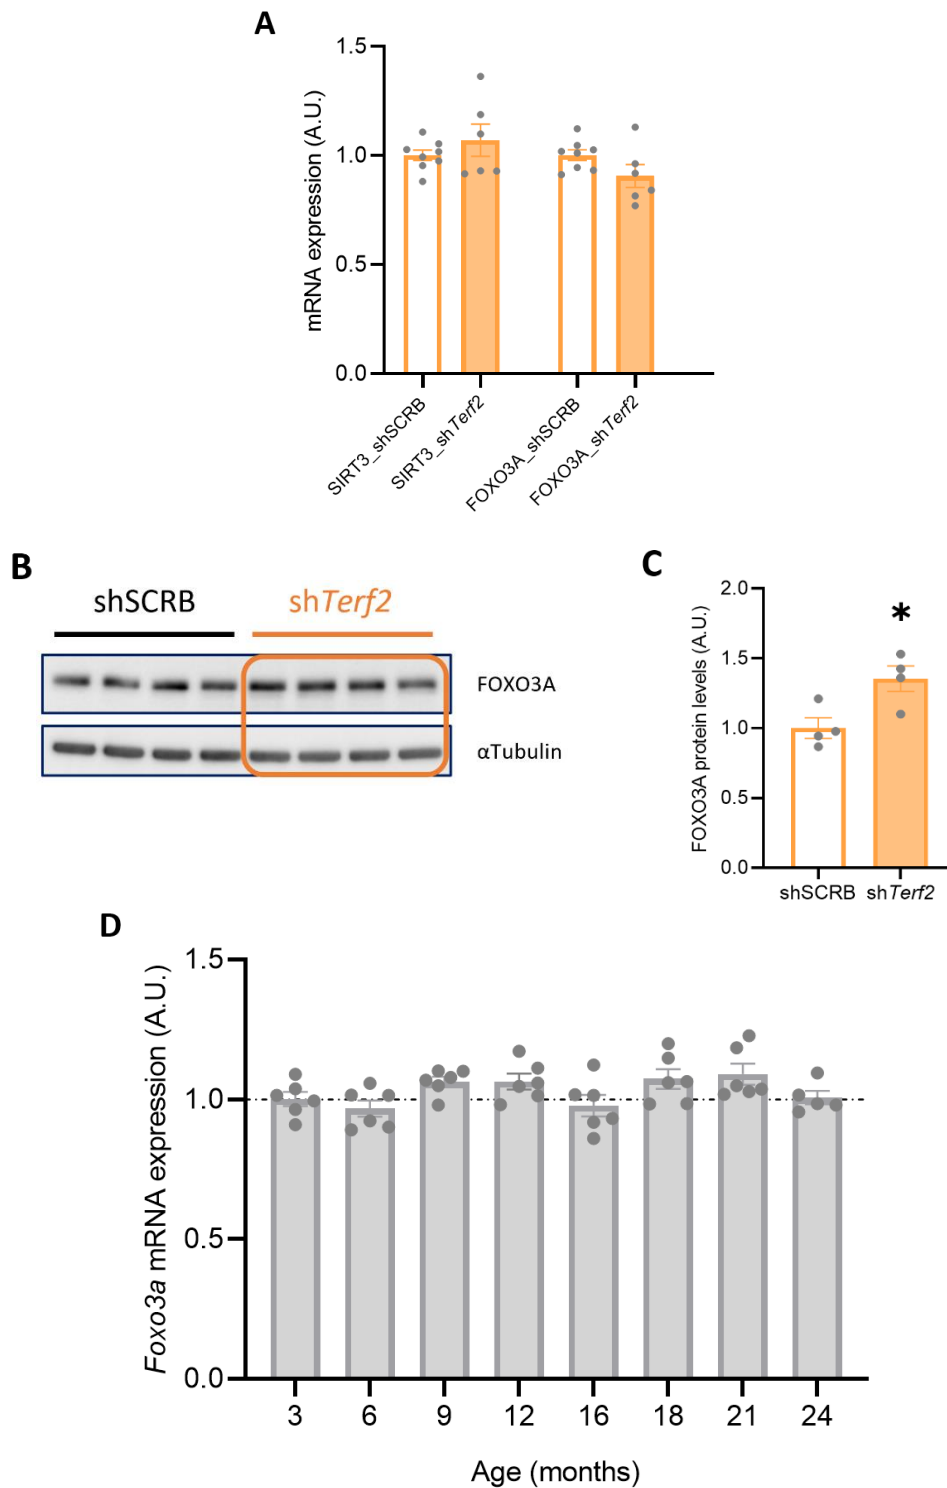 A
mRNA expression (A.U.)
1.5
1.0
0.5
0.0
SIRT3_shSCRB
SIRT3_shTerf2
FOXO3A_shSCRB
FOXO3A_shTerf2
B
shSCRB
shTerf2
FOXO3A
αTubulin
C
FOXO3A protein levels (A.U.)
2.0
1.5
1.0
0.5
0.0
*
shSCRB shTerf2
D
Foxo3a mRNA expression (A.U.)
1.5
1.0
0.5
0.0
3 6 9 12 16 18 21 24
Age (months)